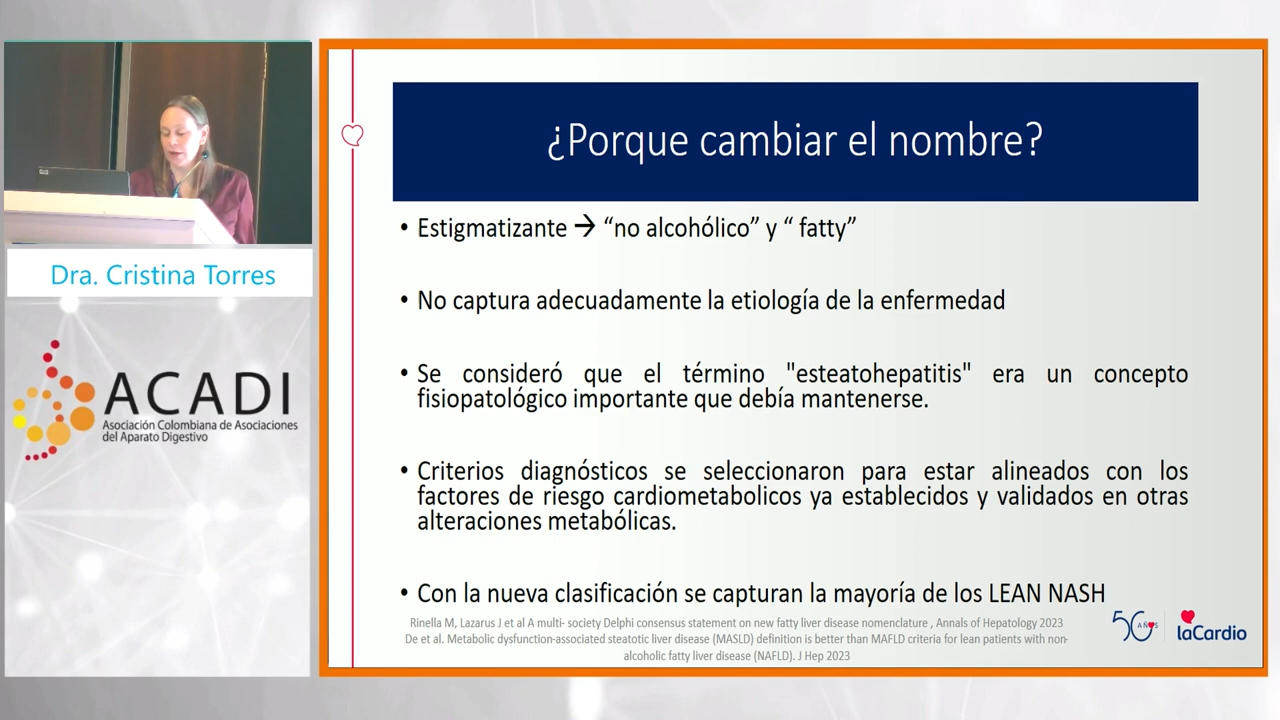 ¿Porque cambiar el nombre?
• Estigmatizante → “no alcohólico” y “ fatty”
• No captura adecuadamente la etiología de la enfermedad
• Se consideró que el término "esteatohepatitis" era un concepto
fisiopatológico importante que debía mantenerse.
• Criterios diagnósticos se seleccionaron para estar alineados con los
factores de riesgo cardiometabolicos ya establecidos y validados en otras
alteraciones metabólicas.
• Con la nueva clasificación se capturan la mayoría de los LEAN NASH
Rinella M, Lazarus J et al A multi- society Delphi consensus statement on new fatty liver disease nomenclature , Annals of Hepatology 2023
De et al. Metabolic dysfunction-associated steatotic liver disease (MASLD) definition is better than MAFLD criteria for lean patients with non-
alcoholic fatty liver disease (NAFLD). J Hep 2023
50 AÑOS
laCardio
Dra. Cristina Torres
ACADI
Asociación Colombiana de Asociaciones
del Aparato Digestivo